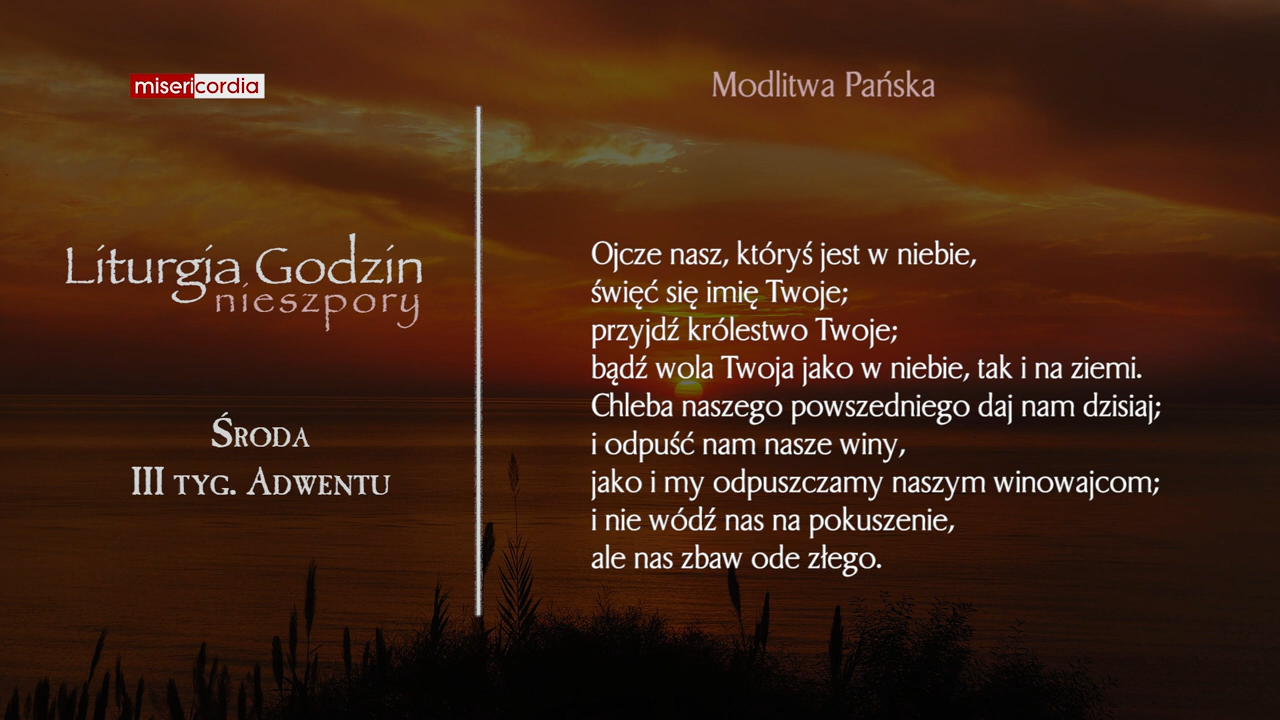 misericordia
Modlitwa Pańska
Liturgia Godzin
nieszpory
Środa
III tyg. Adwentu
Ojcze nasz, któryś jest w niebie,
święć się imię Twoje;
przyjdź królestwo Twoje;
bądź wola Twoja jako w niebie, tak i na ziemi.
Chleba naszego powszedniego daj nam dzisiaj;
i odpuść nam nasze winy,
jako i my odpuszczamy naszym winowajcom;
i nie wódź nas na pokuszenie,
ale nas zbaw ode złego.